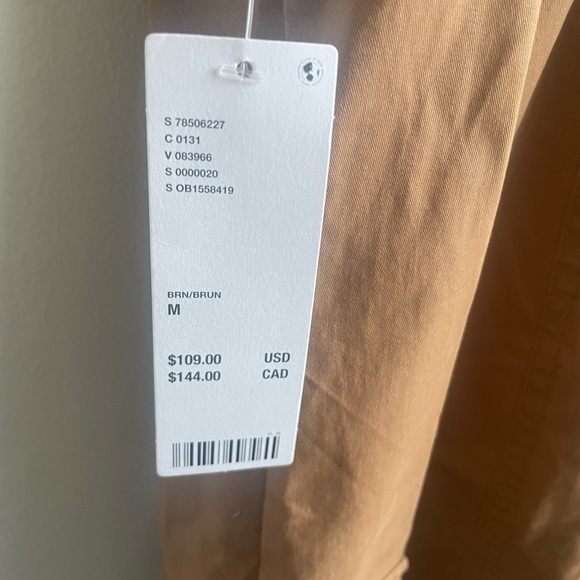 S 78506227
C 0131
V 083966
S 0000020
S OB1558419
BRN/BRUN
M
$109.00 USD
$144.00 CAD